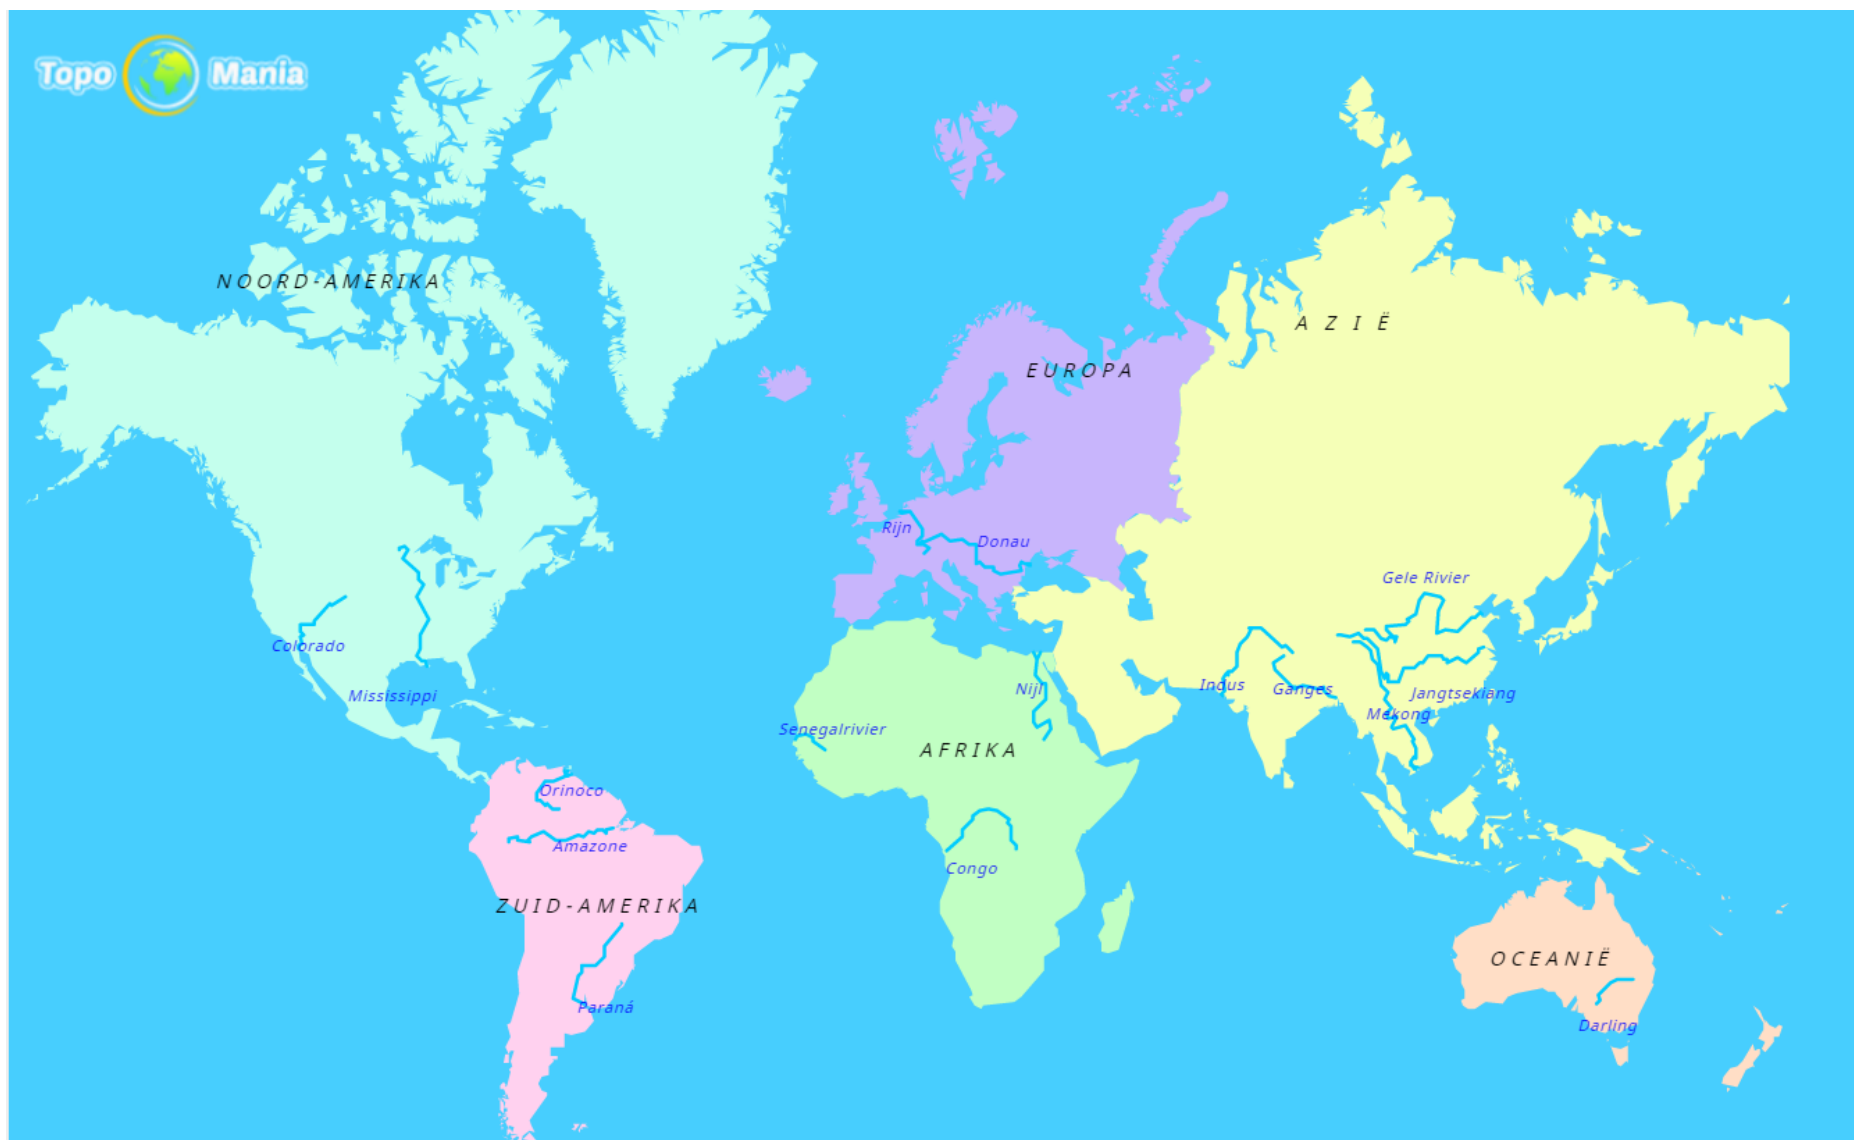 Topo Mania
NOORD-AMERIKA
AZIË
EUROPA
Rijn
Donau
Gele Rivier
Colorado
Indus
Ganges
Nijl
Jangtsekiang
Mississippi
Mekong
Senegalrivier
AFRIKA
Orinoco
Amazone
Congo
ZUID-AMERIKA
OCEANIË
Paraná
Darling